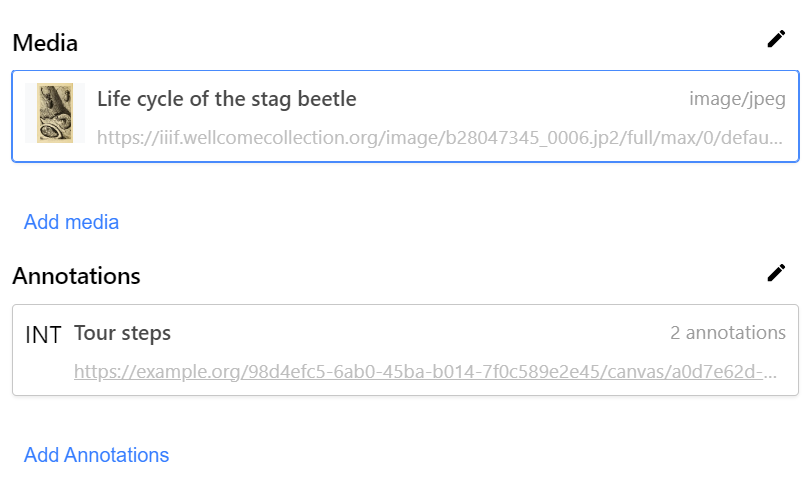 Media
Life cycle of the stag beetle
image/jpeg
https://iiif.wellcomecollection.org/image/b28047345_0006.jp2/full/max/0/defau...
Add media
Annotations
INT Tour steps
2 annotations
https://example.org/98d4efc5-6ab0-45ba-b014-7f0c589e2e45/canvas/a0d7e62d-...
Add Annotations